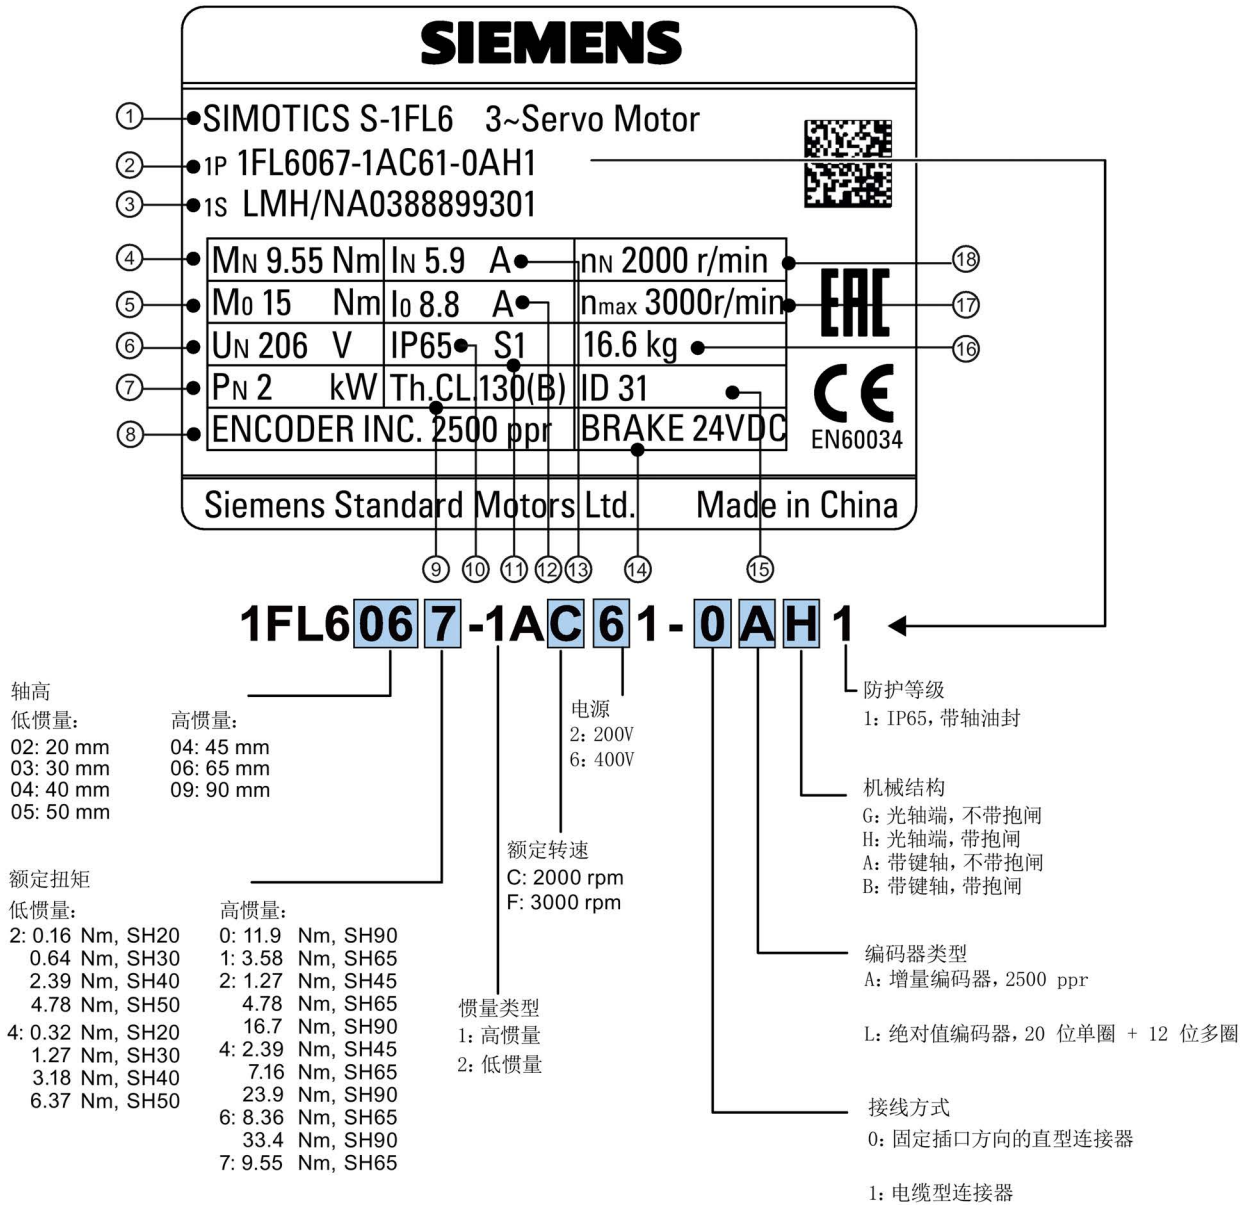 SIEMENS
① SIMOTICS S-1FL6 3~Servo Motor
② 1P 1FL6067-1AC61-0AH1
③ 1S LMH/NA0388899301
④ MN 9.55 Nm IN 5.9 A nN 2000 r/min ⑱
⑤ M0 15 Nm I0 8.8 A nmax 3000r/min ⑰
EAC
⑥ UN 206 V IP65 S1 16.6 kg ⑯
⑦ PN 2 kW Th.CL.130(B) ID 31
CE
⑧ ENCODER INC. 2500 ppr BRAKE 24VDC
EN60034
Siemens Standard Motors Ltd. Made in China
⑨ ⑩ ⑪ ⑫ ⑬ ⑭ ⑮
1FL6 06 7 -1A C 6 1 - 0 A H 1
轴高
低惯量:
02: 20 mm
03: 30 mm
04: 40 mm
05: 50 mm
高惯量:
04: 45 mm
06: 65 mm
09: 90 mm
额定扭矩
低惯量:
2: 0.16 Nm, SH20
0.64 Nm, SH30
2.39 Nm, SH40
4.78 Nm, SH50
4: 0.32 Nm, SH20
1.27 Nm, SH30
3.18 Nm, SH40
6.37 Nm, SH50
高惯量:
0: 11.9 Nm, SH90
1: 3.58 Nm, SH65
2: 1.27 Nm, SH45
4.78 Nm, SH65
16.7 Nm, SH90
4: 2.39 Nm, SH45
7.16 Nm, SH65
23.9 Nm, SH90
6: 8.36 Nm, SH65
33.4 Nm, SH90
7: 9.55 Nm, SH65
惯量类型
1: 高惯量
2: 低惯量
额定转速
C: 2000 rpm
F: 3000 rpm
电源
2: 200V
6: 400V
防护等级
1: IP65, 带轴油封
机械结构
G: 光轴端, 不带抱闸
H: 光轴端, 带抱闸
A: 带键轴, 不带抱闸
B: 带键轴, 带抱闸
编码器类型
A: 增量编码器, 2500 ppr
L: 绝对值编码器, 20 位单圈 + 12 位多圈
接线方式
0: 固定插口方向的直型连接器
1: 电缆型连接器